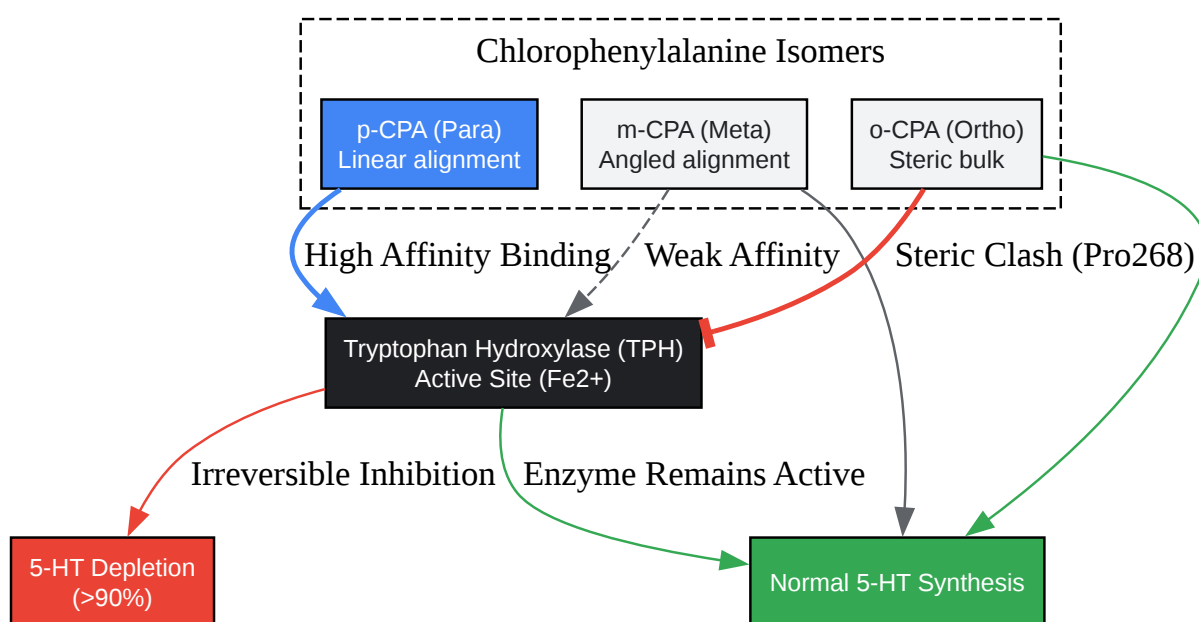 Chlorophenylalanine Isomers
p-CPA (Para)
Linear alignment
m-CPA (Meta)
Angled alignment
o-CPA (Ortho)
Steric bulk
High Affinity Binding
Weak Affinity
Steric Clash (Pro268)
Tryptophan Hydroxylase (TPH)
Active Site (Fe2+)
Irreversible Inhibition
Enzyme Remains Active
5-HT Depletion
(>90%)
Normal 5-HT Synthesis